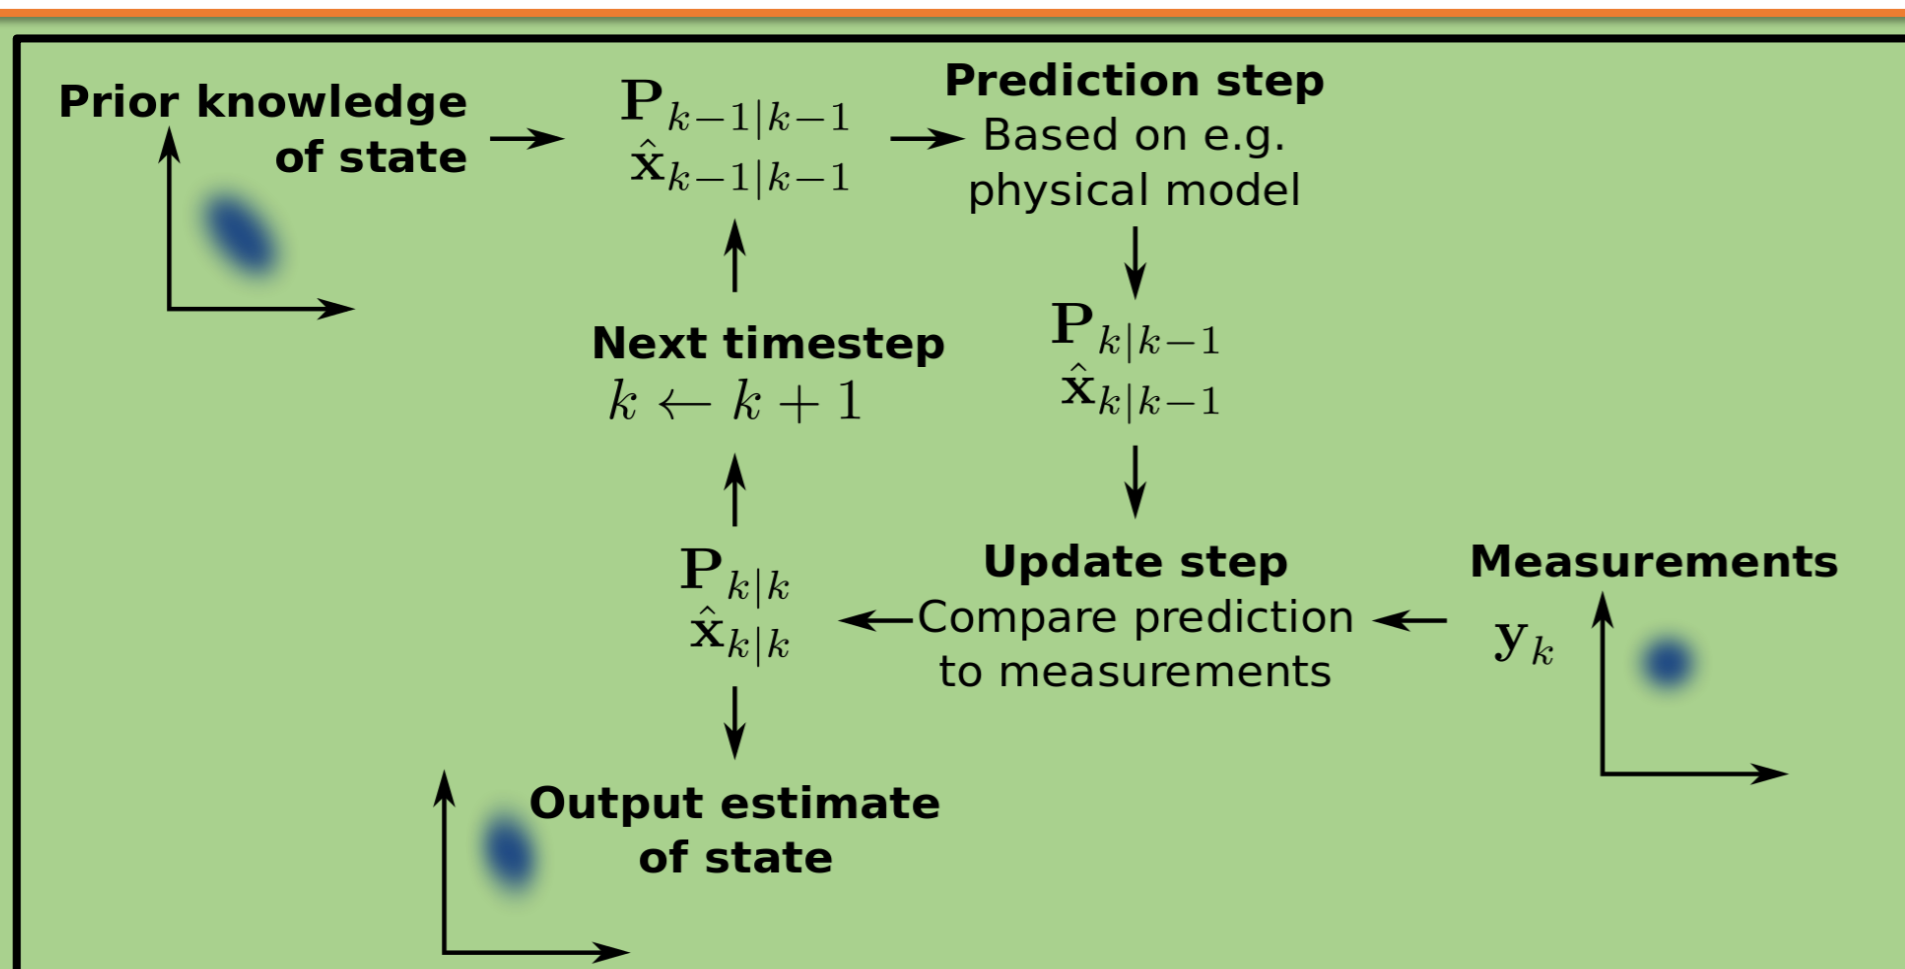 Prior knowledge
of state
P_{k−1|k−1}
x̂_{k−1|k−1}
Prediction step
Based on e.g.
physical model
P_{k|k−1}
x̂_{k|k−1}
Next timestep
k ← k + 1
P_{k|k}
x̂_{k|k}
Update step
Compare prediction
to measurements
Measurements
y_k
Output estimate
of state